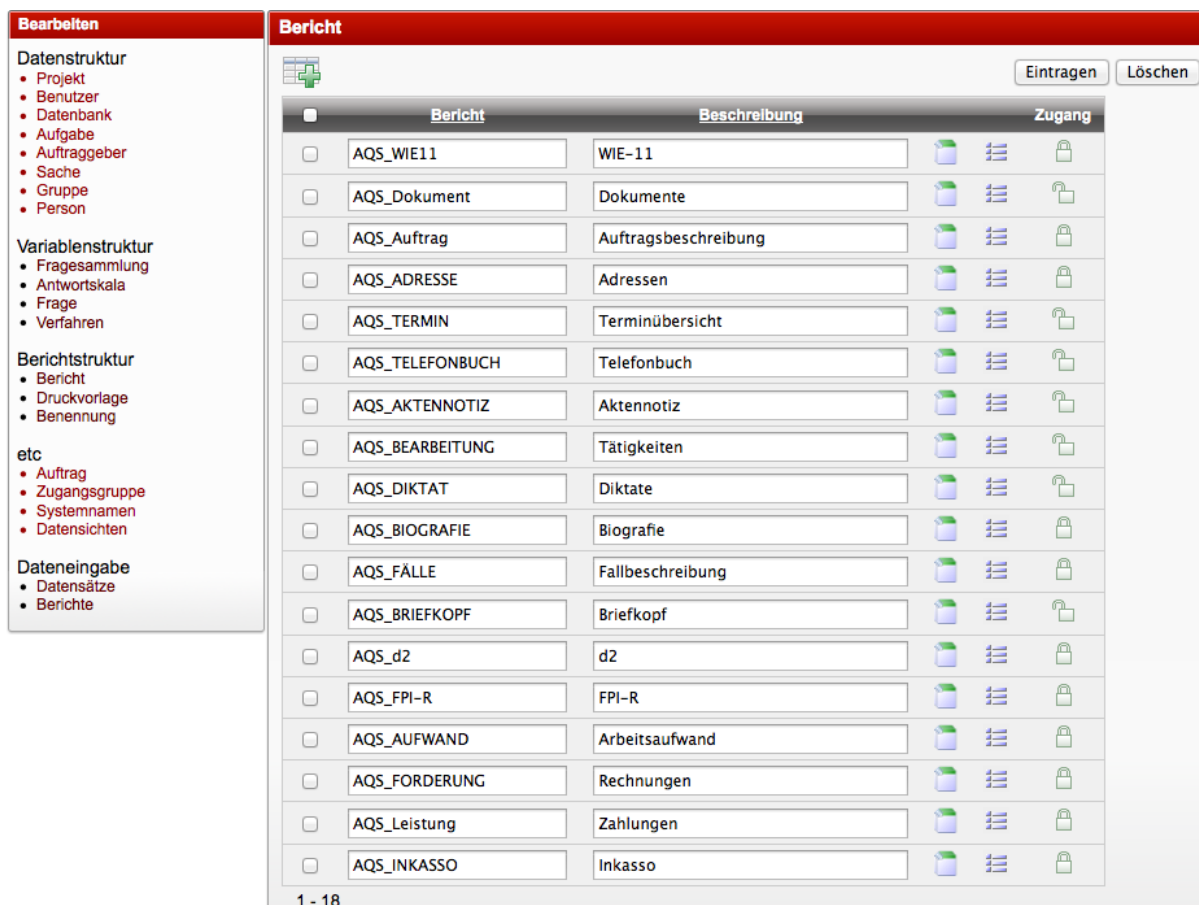 Bearbeiten
Datenstruktur
Projekt
Benutzer
Datenbank
Aufgabe
Auftraggeber
Sache
Gruppe
Person
Variablenstruktur
Fragesammlung
Antwortskala
Frage
Verfahren
Berichtstruktur
Bericht
Druckvorlage
Benennung
etc
Auftrag
Zugangsgruppe
Systemnamen
Datensichten
Dateneingabe
Datensätze
Berichte
Bericht
Eintragen Löschen
Bericht Beschreibung Zugang
AQS_WIE11 WIE-11
AQS_Dokument Dokumente
AQS_Auftrag Auftragsbeschreibung
AQS_ADRESSE Adressen
AQS_TERMIN Terminübersicht
AQS_TELEFONBUCH Telefonbuch
AQS_AKTENNOTIZ Aktennotiz
AQS_BEARBEITUNG Tätigkeiten
AQS_DIKTAT Diktate
AQS_BIOGRAFIE Biografie
AQS_FÄLLE Fallbeschreibung
AQS_BRIEFKOPF Briefkopf
AQS_d2 d2
AQS_FPI-R FPI-R
AQS_AUFWAND Arbeitsaufwand
AQS_FORDERUNG Rechnungen
AQS_Leistung Zahlungen
AQS_INKASSO Inkasso
1 - 18